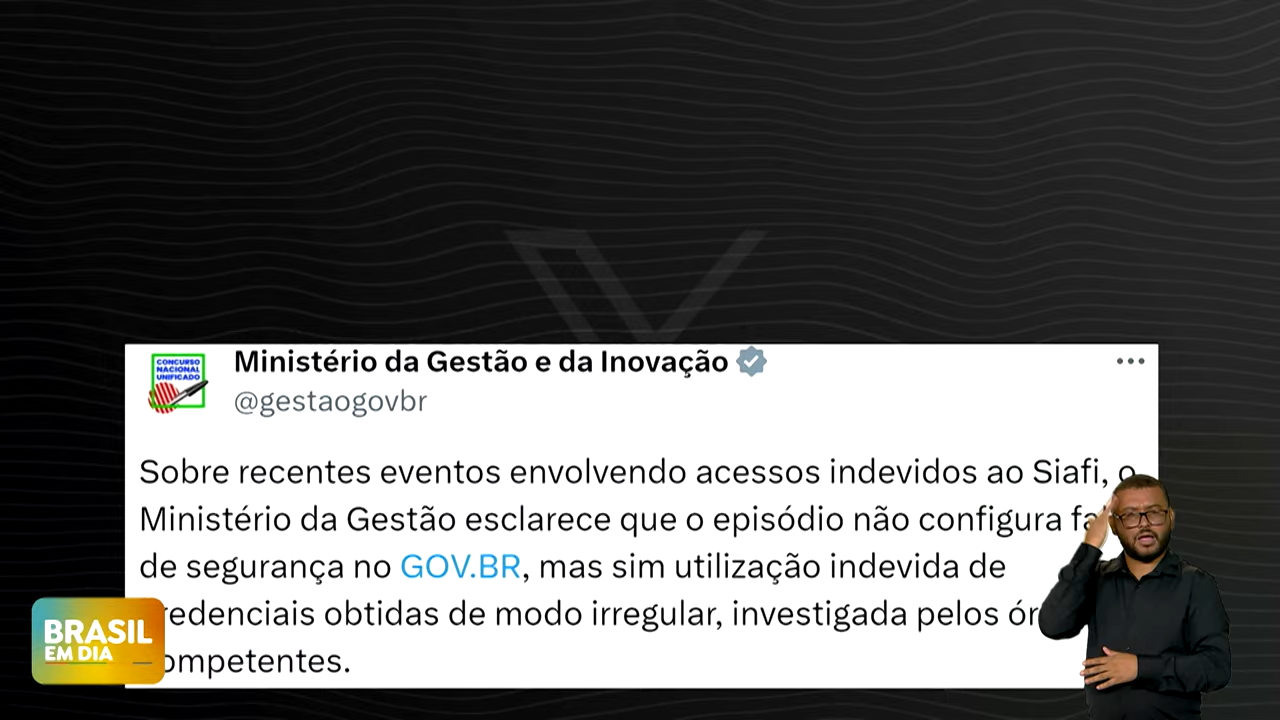 CONCURSO
NACIONAL
UNIFICADO
Ministério da Gestão e da Inovação
@gestaogovbr
Sobre recentes eventos envolvendo acessos indevidos ao Siafi, o
Ministério da Gestão esclarece que o episódio não configura
de segurança no GOV.BR, mas sim utilização indevida de
credenciais obtidas de modo irregular, investigada pelos
competentes.
BRASIL
EM DIA